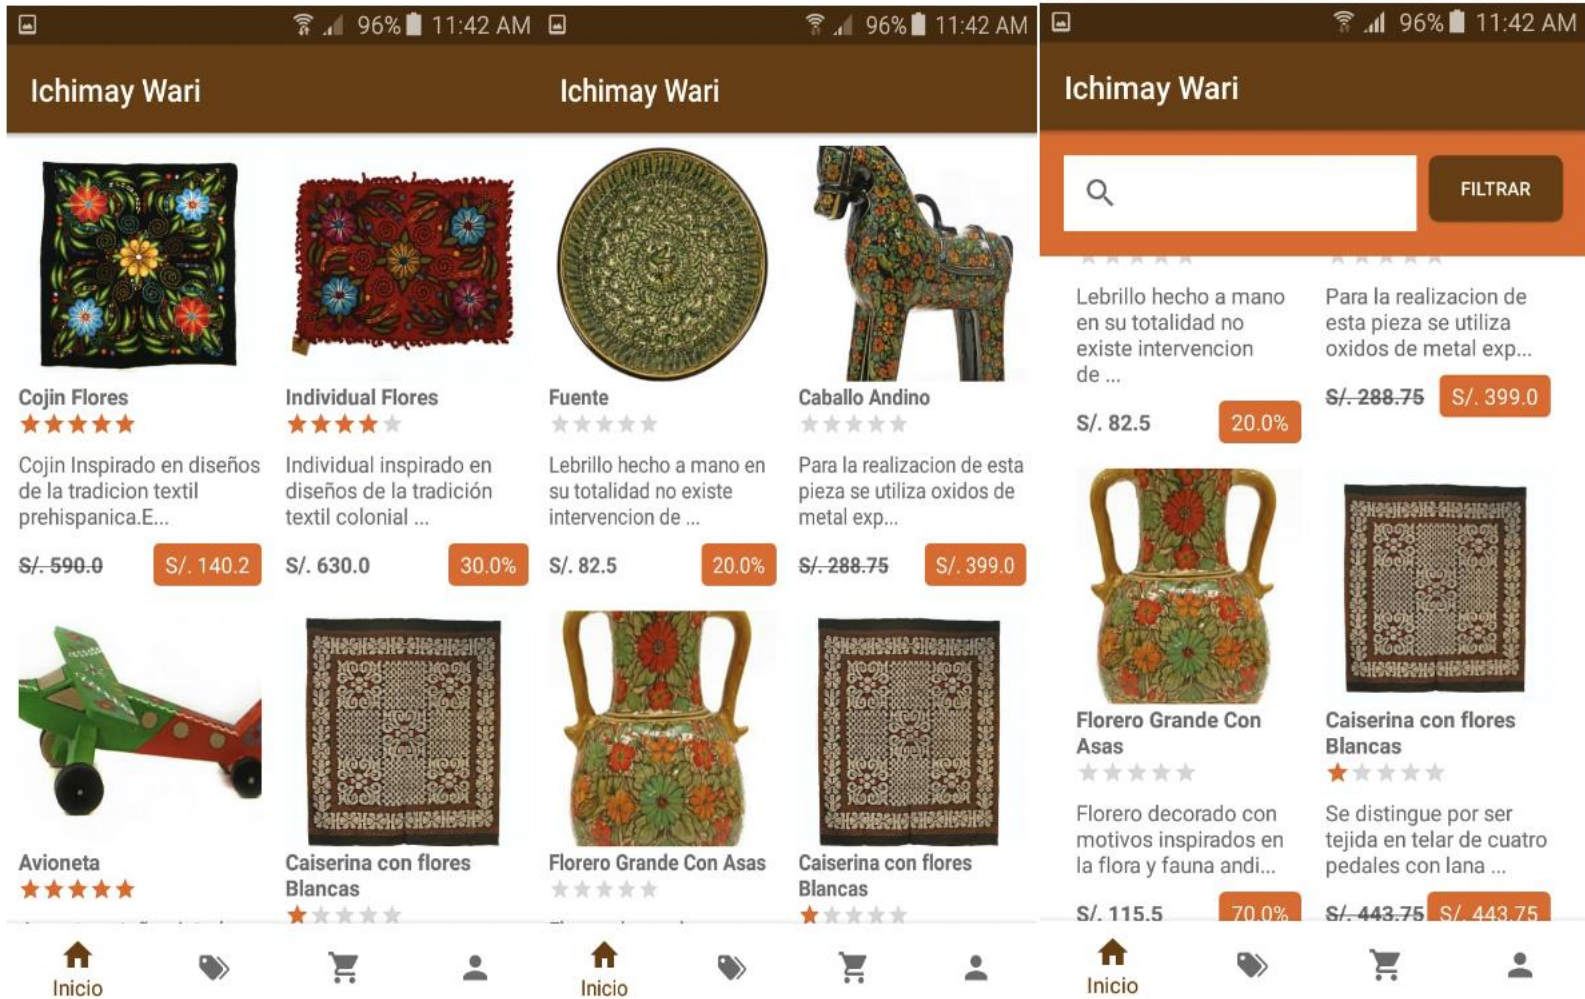 96% 11:42 AM
Ichimay Wari
Cojin Flores
Cojin Inspirado en diseños
de la tradicion textil
prehispanica.E...
S/. 590.0 S/. 140.2
Individual Flores
Individual inspirado en
diseños de la tradición
textil colonial ...
S/. 630.0 30.0%
Avioneta
Caiserina con flores
Blancas
Inicio
96% 11:42 AM
Ichimay Wari
Fuente
Lebrillo hecho a mano en
su totalidad no existe
intervencion de ...
S/. 82.5 20.0%
Caballo Andino
Para la realizacion de esta
pieza se utiliza oxidos de
metal exp...
S/. 288.75 S/. 399.0
Florero Grande Con Asas
Caiserina con flores
Blancas
Inicio
96% 11:42 AM
Ichimay Wari
FILTRAR
Lebrillo hecho a mano
en su totalidad no
existe intervencion
de ...
S/. 82.5 20.0%
Para la realizacion de
esta pieza se utiliza
oxidos de metal exp...
S/. 288.75 S/. 399.0
Florero Grande Con
Asas
Florero decorado con
motivos inspirados en
la flora y fauna andi...
S/. 115.5 70.0%
Caiserina con flores
Blancas
Se distingue por ser
tejida en telar de cuatro
pedales con lana ...
S/. 443.75 S/. 443.75
Inicio